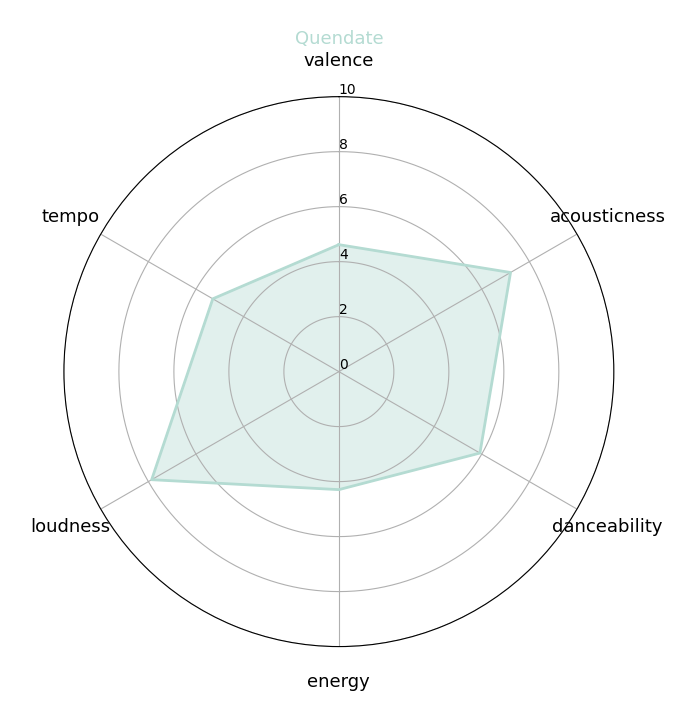 Quendate
valence
10
8
6
4
2
0
tempo
acousticness
loudness
danceability
energy